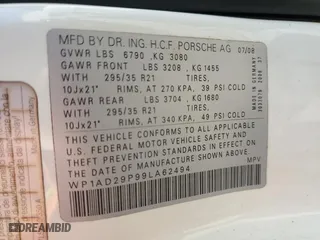 MFD BY DR. ING. H.C.F. PORSCHE AG 07/08
GVWR LBS 6790 ,KG 3080
GAWR FRONT LBS 3208 ,KG 1455
WITH 295/35 R21 TIRES,
10Jx21" RIMS, AT 270 KPA, 39 PSI COLD
GAWR REAR LBS 3704 ,KG 1680
WITH 295/35 R21 TIRES,
10Jx21" RIMS, AT 340 KPA, 49 PSI COLD
THIS VEHICLE CONFORMS TO ALL APPLICABLE
FEDERAL MOTOR VEHICLE SAFETY AND
THEFT PREVENTION STANDARDS IN EFFECT ON
THE DATE OF MANUFACTURE SHOWN ABOVE.
WP1AD29P99LA62494 MPV
GERMANY
BIDCARS